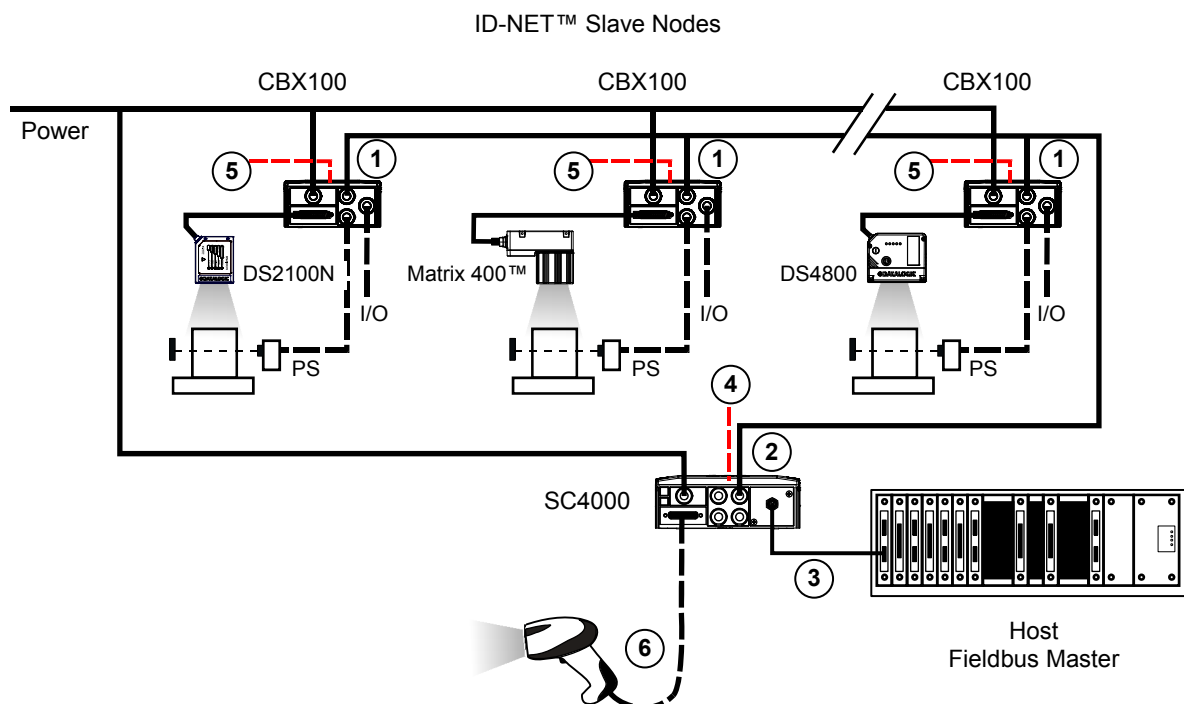 ID-NET™ Slave Nodes
CBX100 CBX100 CBX100
Power
1 1 1
5 5 5
DS2100N Matrix 400™ DS4800
DATALOGIC
I/O I/O I/O
PS PS PS
4
2
SC4000
3
6
Host
Fieldbus Master